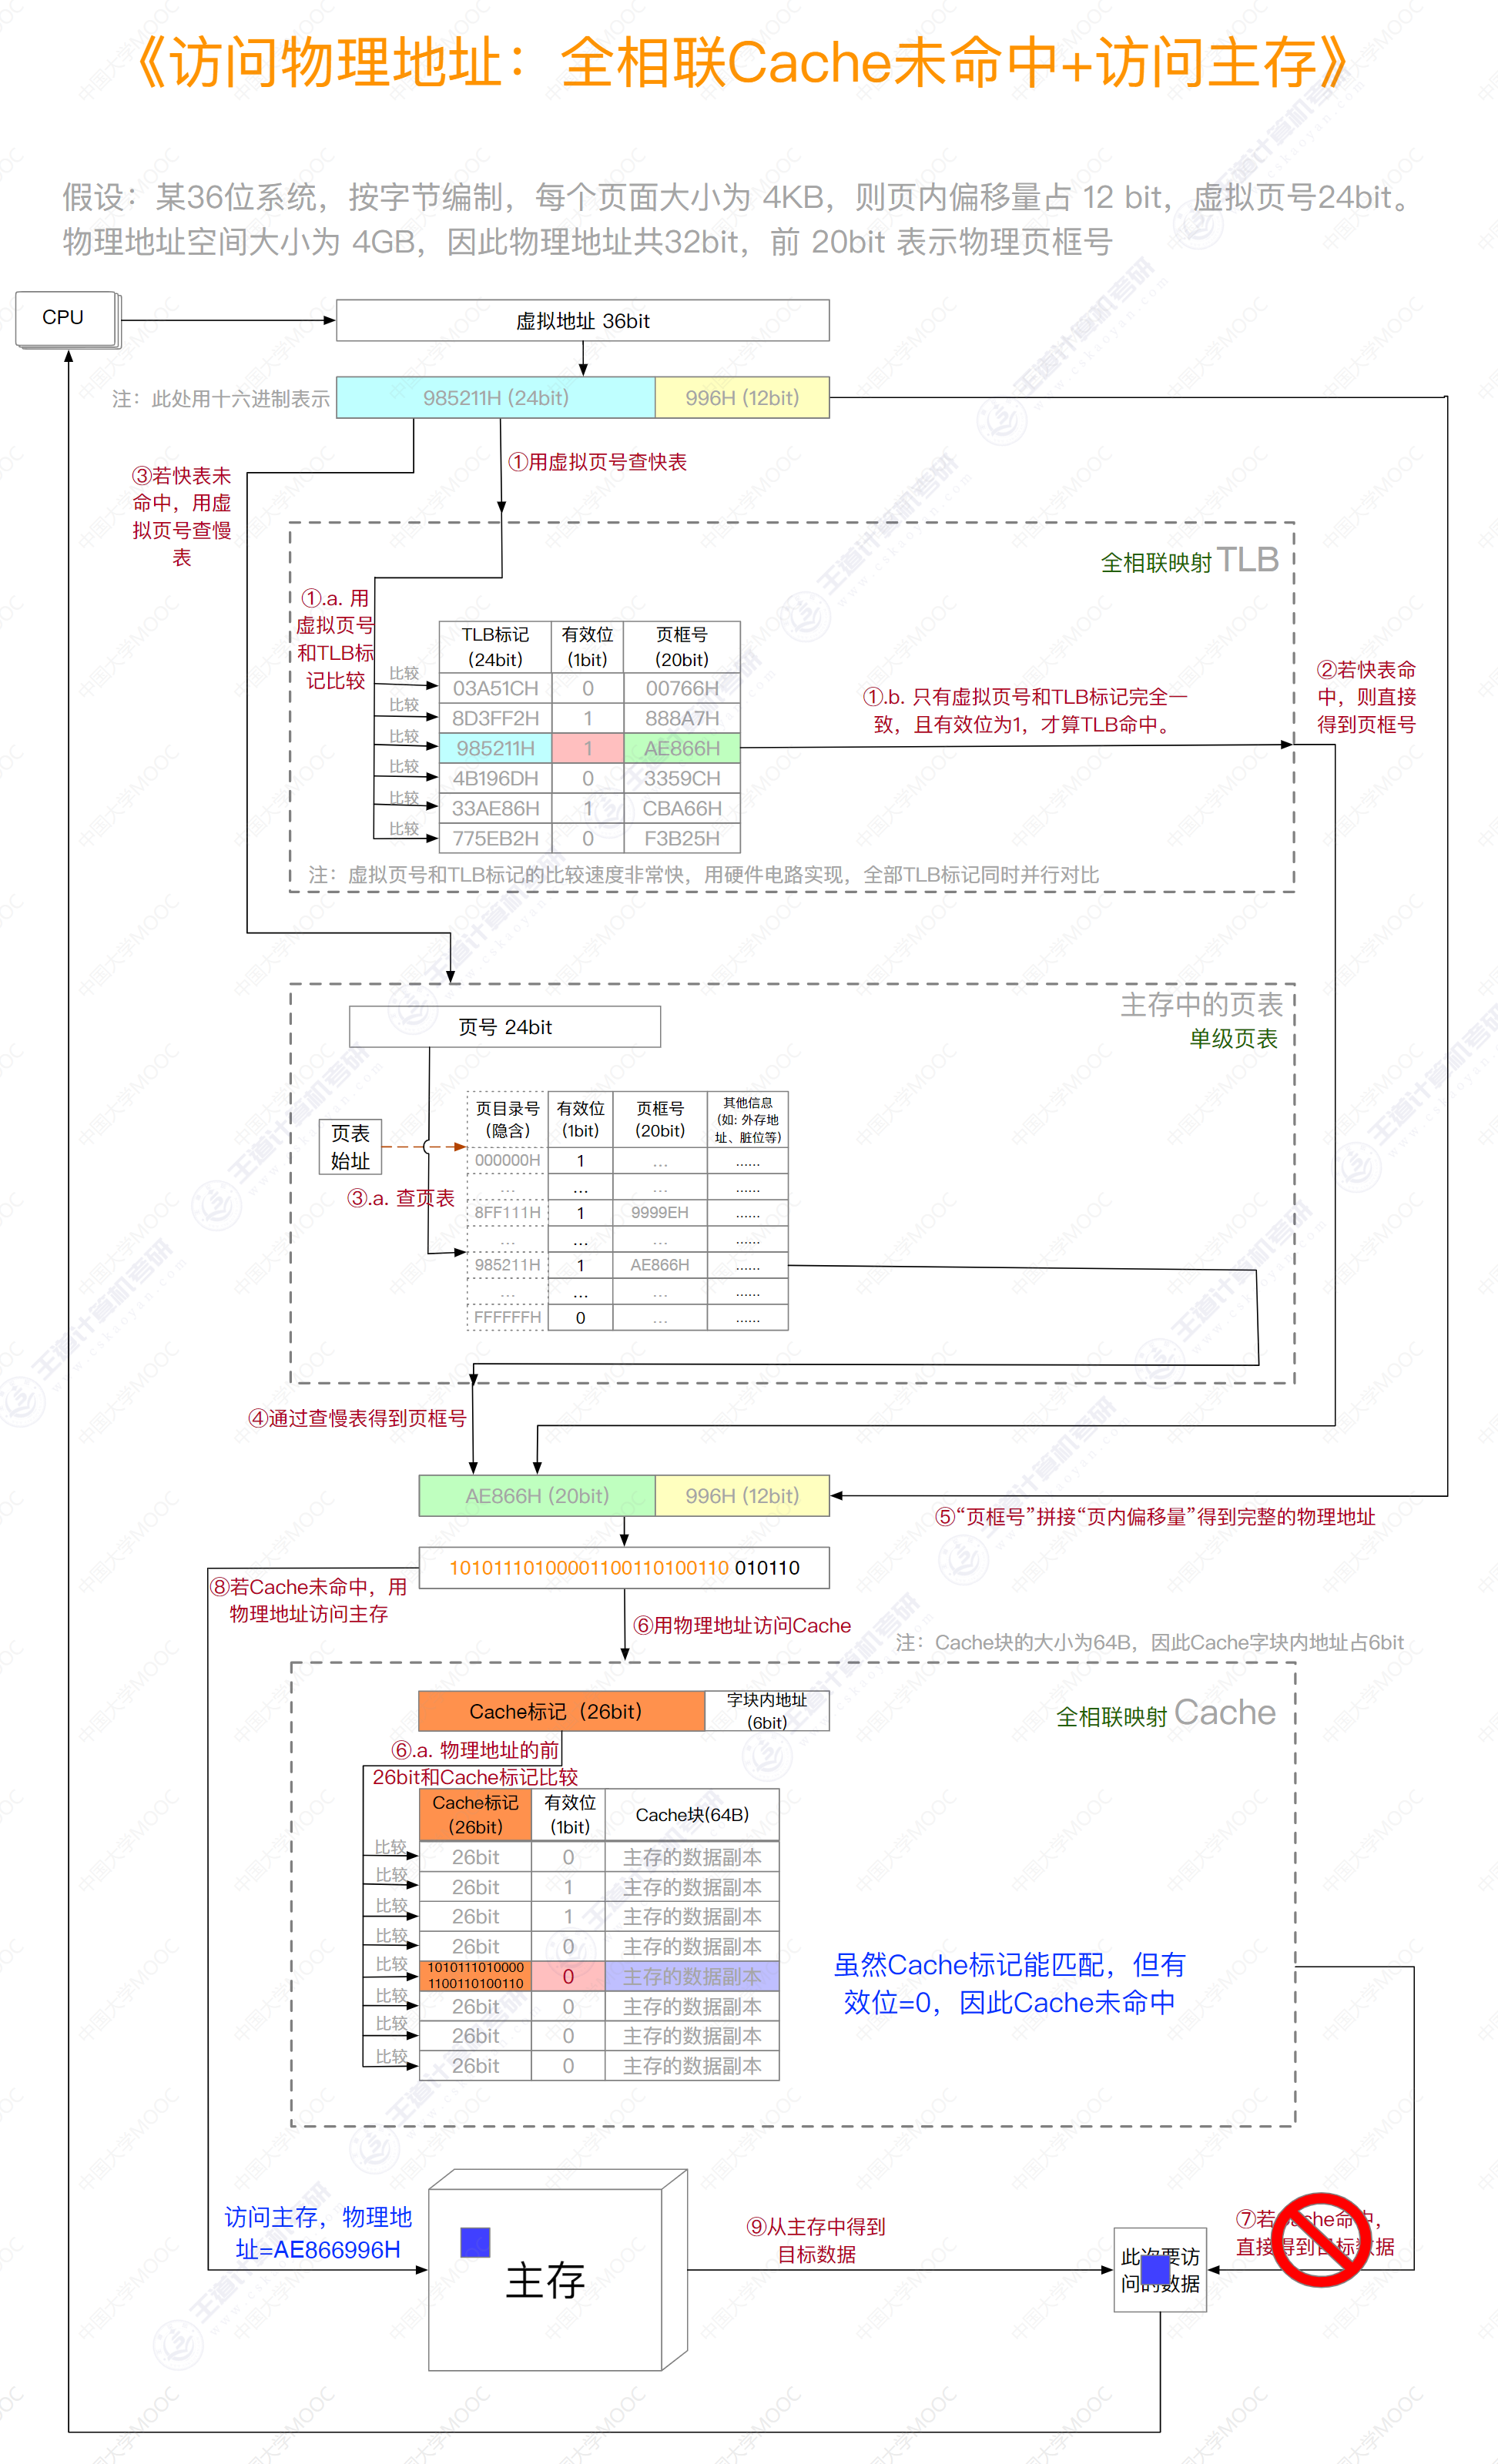 《访问物理地址：全相联Cache未命中+访问主存》
假设：某36位系统，按字节编制，每个页面大小为 4KB，则页内偏移量占 12 bit，虚拟页号24bit。
物理地址空间大小为 4GB，因此物理地址共32bit，前 20bit 表示物理页框号
CPU
虚拟地址 36bit
注：此处用十六进制表示
985211H (24bit)
996H (12bit)
①用虚拟页号查快表
③若快表未
命中，用虚
拟页号查慢
表
全相联映射 TLB
①.a. 用
虚拟页号
和TLB标
记比较
TLB标记
(24bit)
有效位
(1bit)
页框号
(20bit)
比较 03A51CH 0 00766H
比较 8D3FF2H 1 888A7H
比较 985211H 1 AE866H
比较 4B196DH 0 3359CH
比较 33AE86H 1 CBA66H
比较 775EB2H 0 F3B25H
①.b. 只有虚拟页号和TLB标记完全一
致，且有效位为1，才算TLB命中。
②若快表命
中，则直接
得到页框号
注：虚拟页号和TLB标记的比较速度非常快，用硬件电路实现，全部TLB标记同时并行对比
主存中的页表
单级页表
页号 24bit
页表
始址
③.a. 查页表
页目录号
(隐含)
有效位
(1bit)
页框号
(20bit)
其他信息
(如: 外存地
址、脏位等)
000000H 1 ... ......
... ... ... ......
8FF111H 1 9999EH ......
... ... ... ......
985211H 1 AE866H ......
... ... ... ......
FFFFFFH 0 ... ......
④通过查慢表得到页框号
AE866H (20bit)
996H (12bit)
⑤“页框号”拼接“页内偏移量”得到完整的物理地址
10101110100001100110100110 010110
⑧若Cache未命中，用
物理地址访问主存
⑥用物理地址访问Cache
注：Cache块的大小为64B，因此Cache字块内地址占6bit
Cache标记（26bit)
字块内地址
(6bit)
全相联映射 Cache
⑥.a. 物理地址的前
26bit和Cache标记比较
Cache标记
(26bit)
有效位
(1bit)
Cache块(64B)
比较 26bit 0 主存的数据副本
比较 26bit 1 主存的数据副本
比较 26bit 1 主存的数据副本
比较 26bit 0 主存的数据副本
比较 1010111010000
1100110100110 0 主存的数据副本
比较 26bit 0 主存的数据副本
比较 26bit 0 主存的数据副本
比较 26bit 0 主存的数据副本
虽然Cache标记能匹配，但有
效位=0，因此Cache未命中
访问主存，物理地
址=AE866996H
主存
⑨从主存中得到
目标数据
此次要访
问的数据
⑦若Cache命中，
直接得到目标数据
中国大学MOOC
王道计算机考研
www.cskaoyan.com